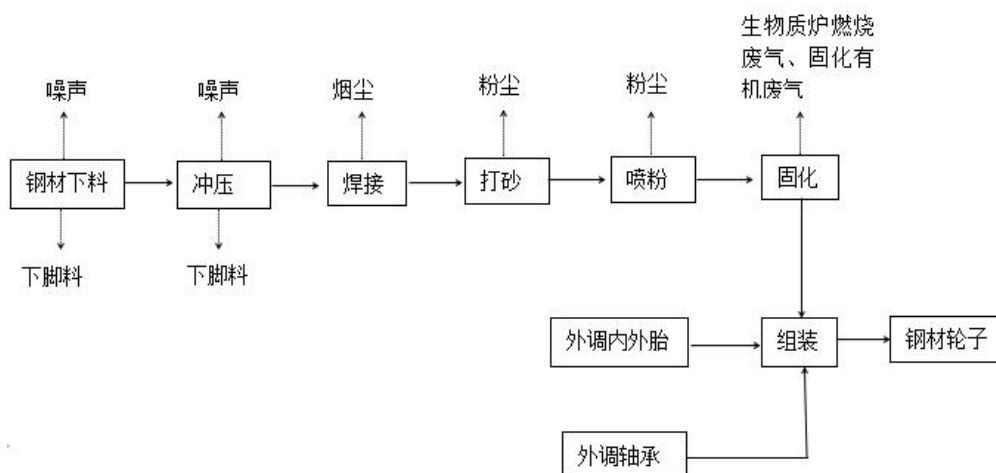 生物质炉燃烧
废气、固化有
机废气
噪声
噪声
烟尘
粉尘
粉尘
钢材下料
冲压
焊接
打砂
喷粉
固化
下脚料
下脚料
外调内外胎
组装
钢材轮子
外调轴承